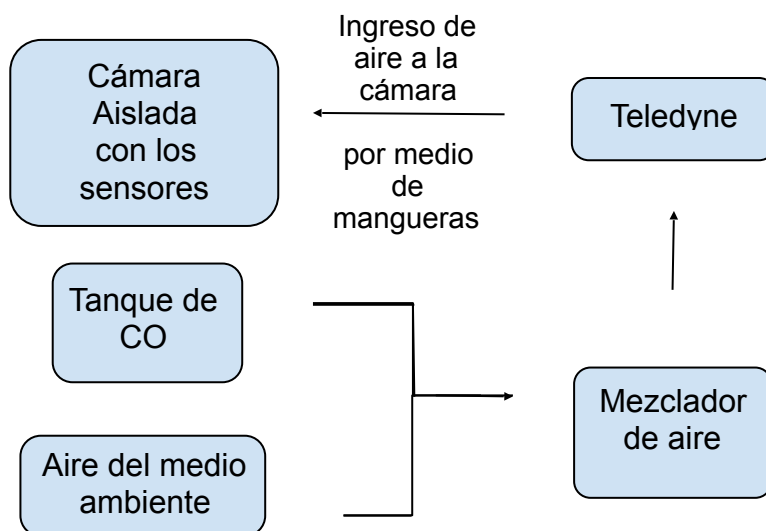 Cámara
Aislada
con los
sensores
Ingreso de
aire a la
cámara
por medio
de
mangueras
Teledyne
Tanque de
CO
Aire del medio
ambiente
Mezclador
de aire